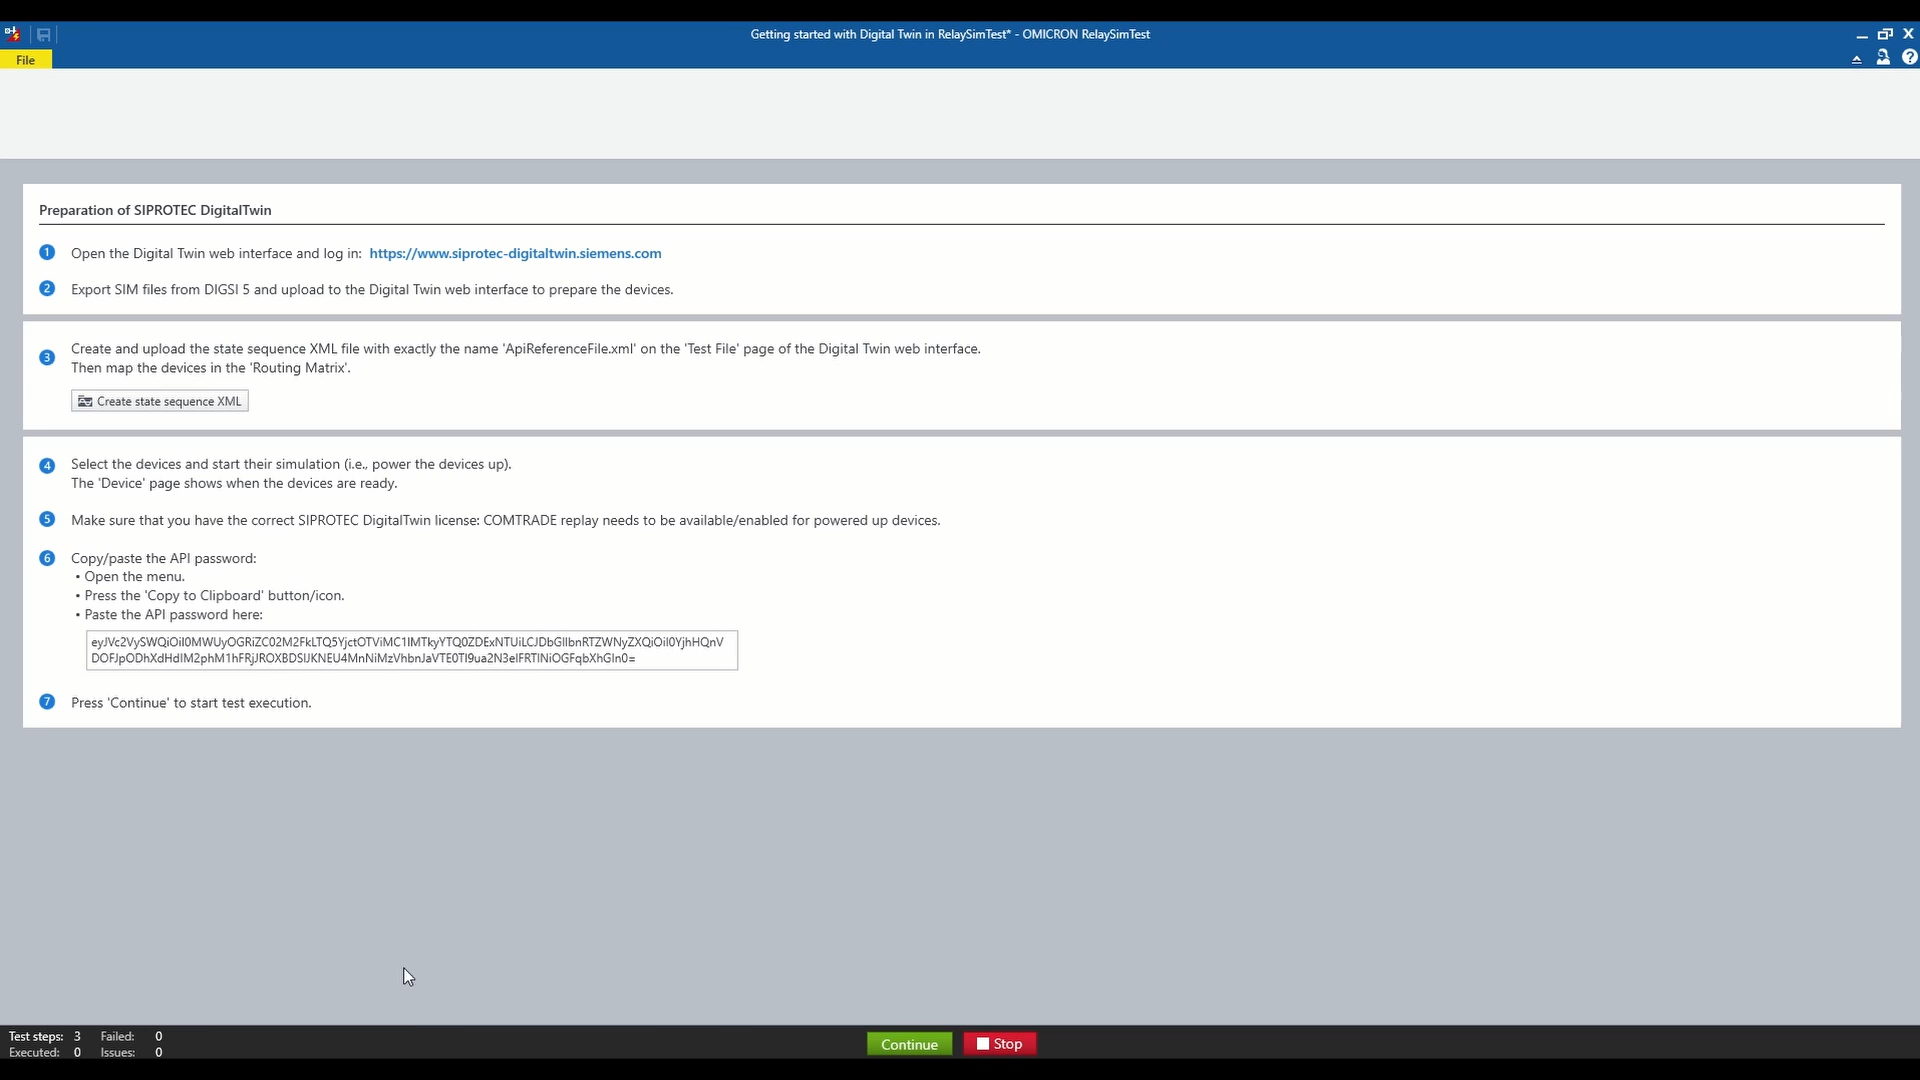 Getting started with Digital Twin in RelaySimTest* - OMICRON RelaySimTest
File
Preparation of SIPROTEC DigitalTwin
1 Open the Digital Twin web interface and log in: https://www.siprotec-digitaltwin.siemens.com
2 Export SIM files from DIGSI 5 and upload to the Digital Twin web interface to prepare the devices.
3 Create and upload the state sequence XML file with exactly the name 'ApiReferenceFile.xml' on the 'Test File' page of the Digital Twin web interface.
Then map the devices in the 'Routing Matrix'.
Create state sequence XML
4 Select the devices and start their simulation (i.e., power the devices up).
The 'Device' page shows when the devices are ready.
5 Make sure that you have the correct SIPROTEC DigitalTwin license: COMTRADE replay needs to be available/enabled for powered up devices.
6 Copy/paste the API password:
• Open the menu.
• Press the 'Copy to Clipboard' button/icon.
• Paste the API password here:
7 Press 'Continue' to start test execution.
Test steps: 3 Failed: 0
Executed: 0 Issues: 0
Continue Stop